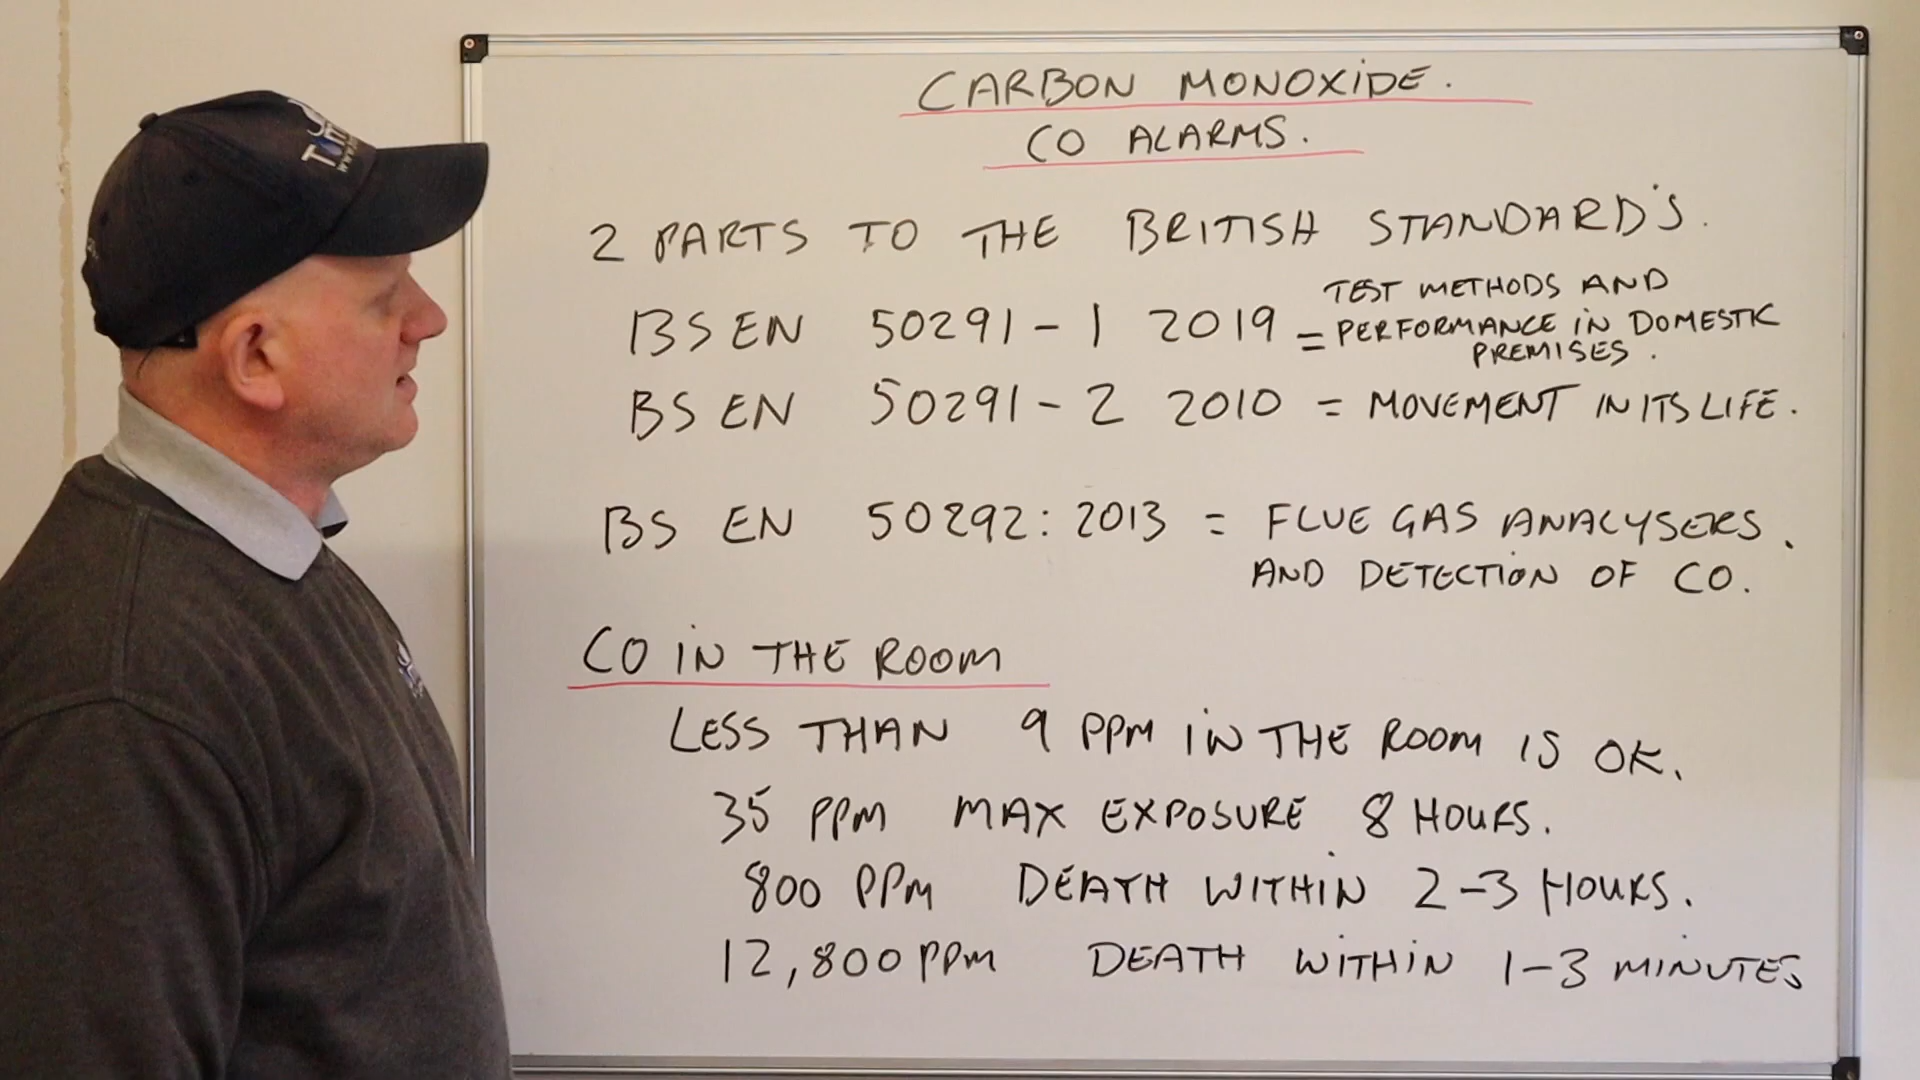 CARBON MONOXIDE.
CO ALARMS.
2 PARTS TO THE BRITISH STANDARD'S.
BS EN 50291-1 2019 = TEST METHODS AND
PERFORMANCE IN DOMESTIC
PREMISES.
BS EN 50291-2 2010 = MOVEMENT IN ITS LIFE.
BS EN 50292:2013 = FLUE GAS ANALYSERS.
AND DETECTION OF CO.
CO IN THE ROOM
LESS THAN 9 PPM IN THE ROOM IS OK.
35 PPM MAX EXPOSURE 8 HOURS.
800 PPM DEATH WITHIN 2-3 HOURS.
12,800 PPM DEATH WITHIN 1-3 MINUTES